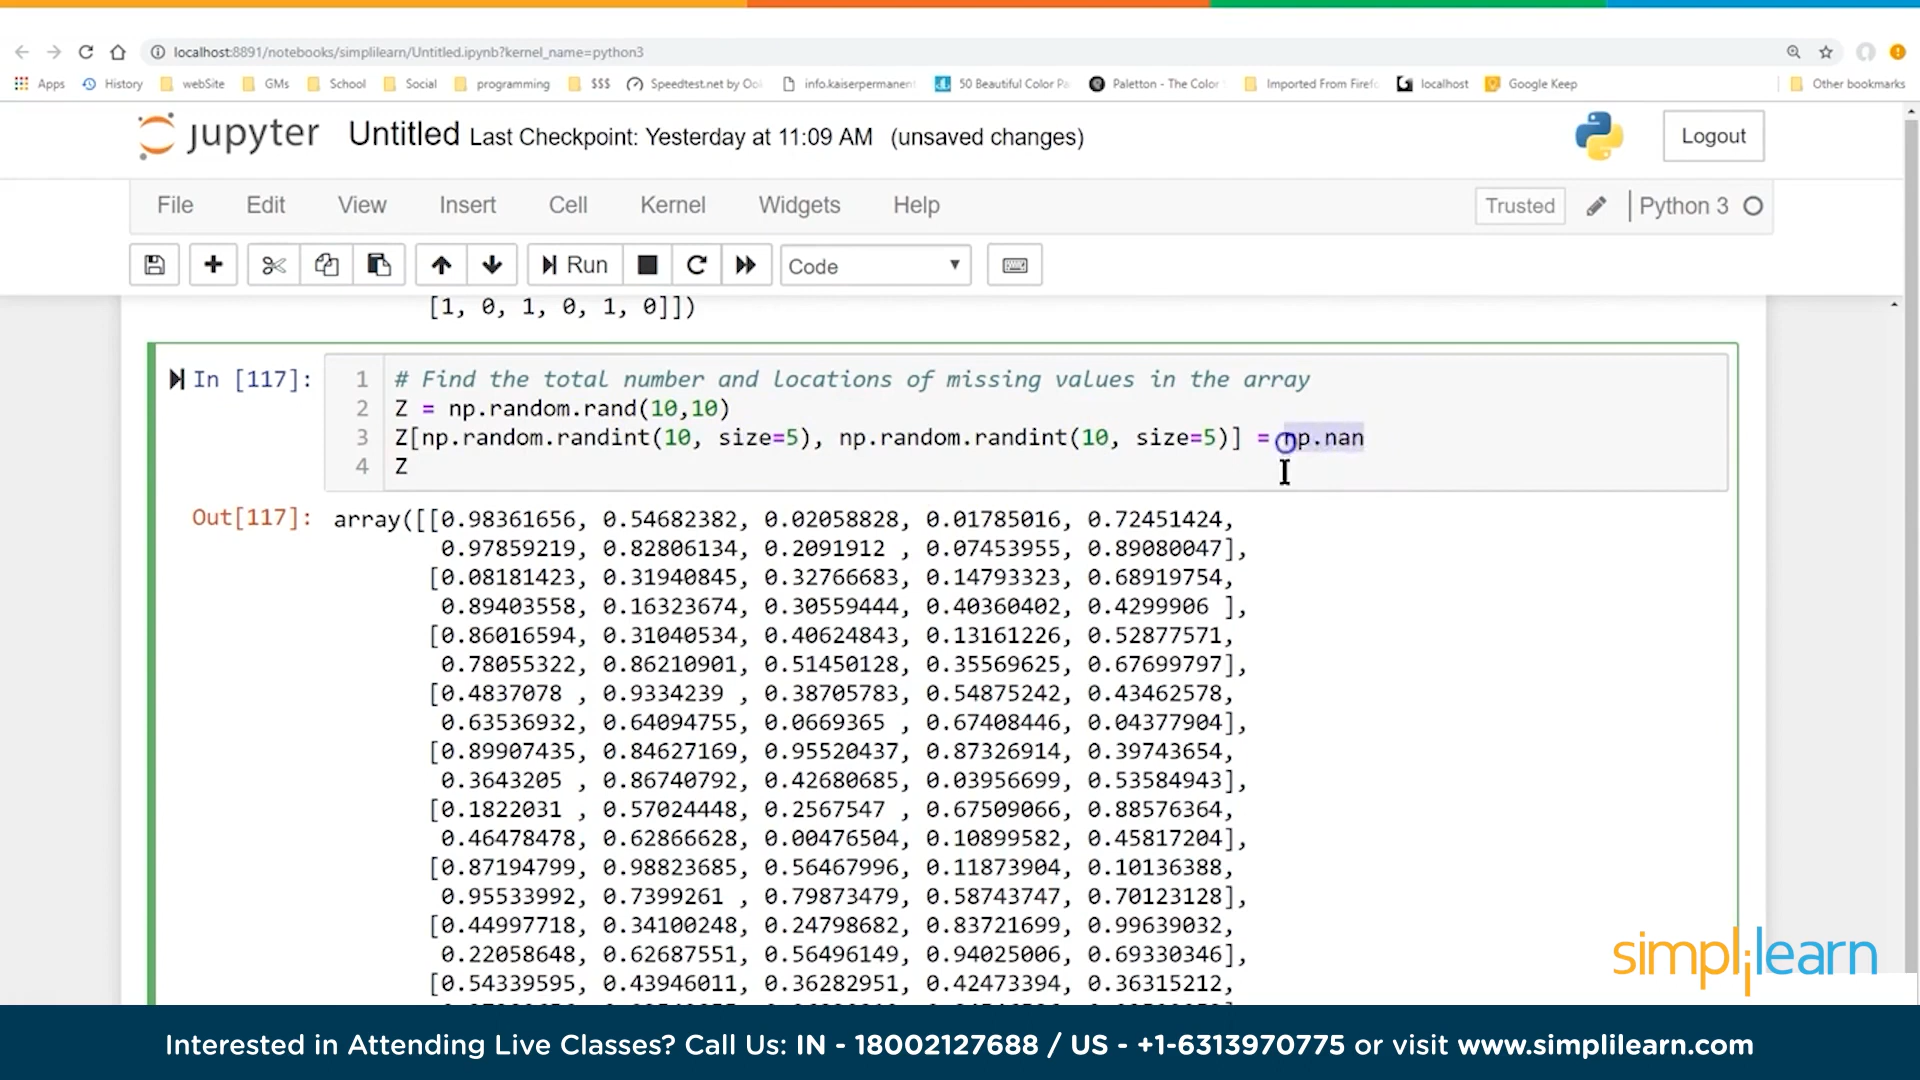 localhost:8891/notebooks/simplilearn/Untitled.ipynb?kernel_name=python3
Apps History webSite GMs School Social programming $$$ Speedtest.net by Ool info.kaiserpermanent 50 Beautiful Color Pa Paletton - The Color Imported From Firefo localhost Google Keep Other bookmarks
jupyter Untitled Last Checkpoint: Yesterday at 11:09 AM (unsaved changes) Logout
File Edit View Insert Cell Kernel Widgets Help Trusted Python 3
Run Code
[1, 0, 1, 0, 1, 0]])
In [117]: 1 # Find the total number and locations of missing values in the array
2 Z = np.random.rand(10,10)
3 Z[np.random.randint(10, size=5), np.random.randint(10, size=5)] = np.nan
4 Z
Out[117]: array([[0.98361656, 0.54682382, 0.02058828, 0.01785016, 0.72451424,
0.97859219, 0.82806134, 0.2091912 , 0.07453955, 0.89080047],
[0.08181423, 0.31940845, 0.32766683, 0.14793323, 0.68919754,
0.89403558, 0.16323674, 0.30559444, 0.40360402, 0.4299906 ],
[0.86016594, 0.31040534, 0.40624843, 0.13161226, 0.52877571,
0.78055322, 0.86210901, 0.51450128, 0.35569625, 0.67699797],
[0.4837078 , 0.9334239 , 0.38705783, 0.54875242, 0.43462578,
0.63536932, 0.64094755, 0.0669365 , 0.67408446, 0.04377904],
[0.89907435, 0.84627169, 0.95520437, 0.87326914, 0.39743654,
0.3643205 , 0.86740792, 0.42680685, 0.03956699, 0.53584943],
[0.1822031 , 0.57024448, 0.2567547 , 0.67509066, 0.88576364,
0.46478478, 0.62866628, 0.00476504, 0.10899582, 0.45817204],
[0.87194799, 0.98823685, 0.56467996, 0.11873904, 0.10136388,
0.95533992, 0.7399261 , 0.79873479, 0.58743747, 0.70123128],
[0.44997718, 0.34100248, 0.24798682, 0.83721699, 0.99639032,
0.22058648, 0.62687551, 0.56496149, 0.94025006, 0.69330346],
[0.54339595, 0.43946011, 0.36282951, 0.42473394, 0.36315212,
simplilearn
Interested in Attending Live Classes? Call Us: IN - 18002127688 / US - +1-6313970775 or visit www.simplilearn.com